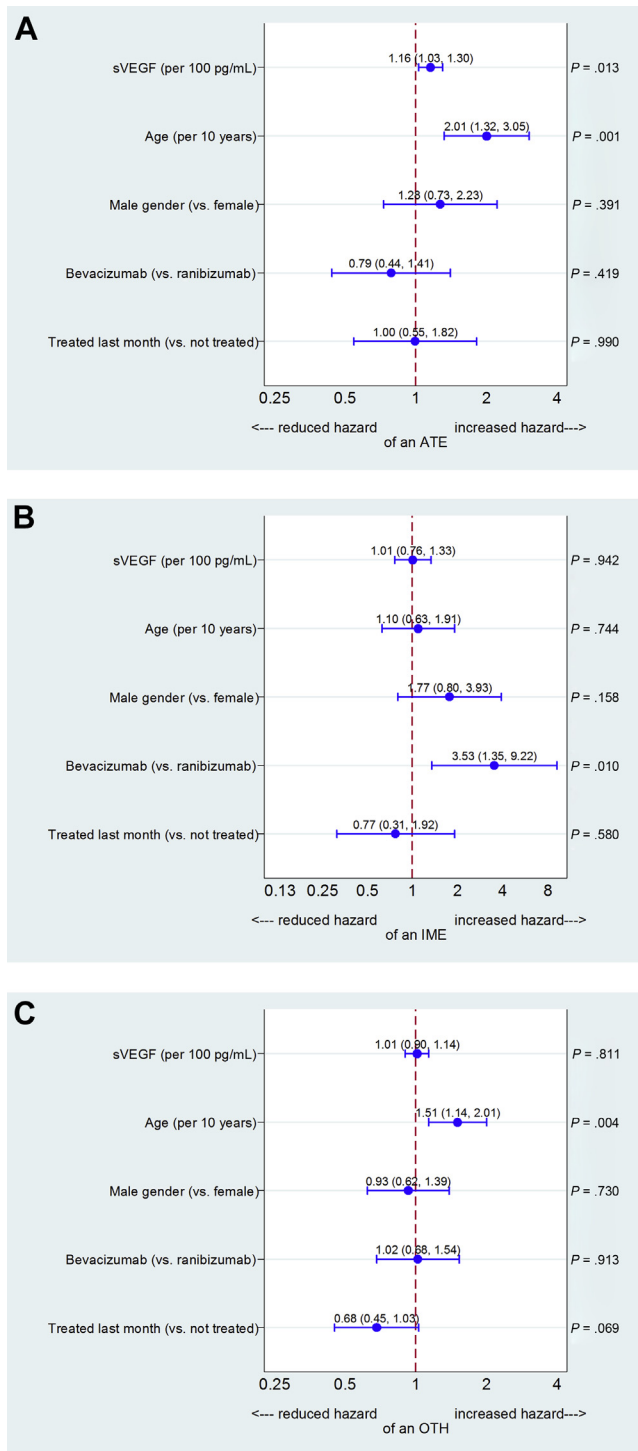 A
sVEGF (per 100 pg/mL) 1.16 (1.03, 1.30) P = .013
Age (per 10 years) 2.01 (1.32, 3.05) P = .001
Male gender (vs. female) 1.28 (0.73, 2.23) P = .391
Bevacizumab (vs. ranibizumab) 0.79 (0.44, 1.41) P = .419
Treated last month (vs. not treated) 1.00 (0.55, 1.82) P = .990
0.25 0.5 1 2 4
<--- reduced hazard increased hazard--->
of an ATE
B
sVEGF (per 100 pg/mL) 1.01 (0.76, 1.33) P = .942
Age (per 10 years) 1.10 (0.63, 1.91) P = .744
Male gender (vs. female) 1.77 (0.80, 3.93) P = .158
Bevacizumab (vs. ranibizumab) 3.53 (1.35, 9.22) P = .010
Treated last month (vs. not treated) 0.77 (0.31, 1.92) P = .580
0.13 0.25 0.5 1 2 4 8
<--- reduced hazard increased hazard--->
of an IME
C
sVEGF (per 100 pg/mL) 1.01 (0.90, 1.14) P = .811
Age (per 10 years) 1.51 (1.14, 2.01) P = .004
Male gender (vs. female) 0.93 (0.62, 1.39) P = .730
Bevacizumab (vs. ranibizumab) 1.02 (0.68, 1.54) P = .913
Treated last month (vs. not treated) 0.68 (0.45, 1.03) P = .069
0.25 0.5 1 2 4
<--- reduced hazard increased hazard--->
of an OTH